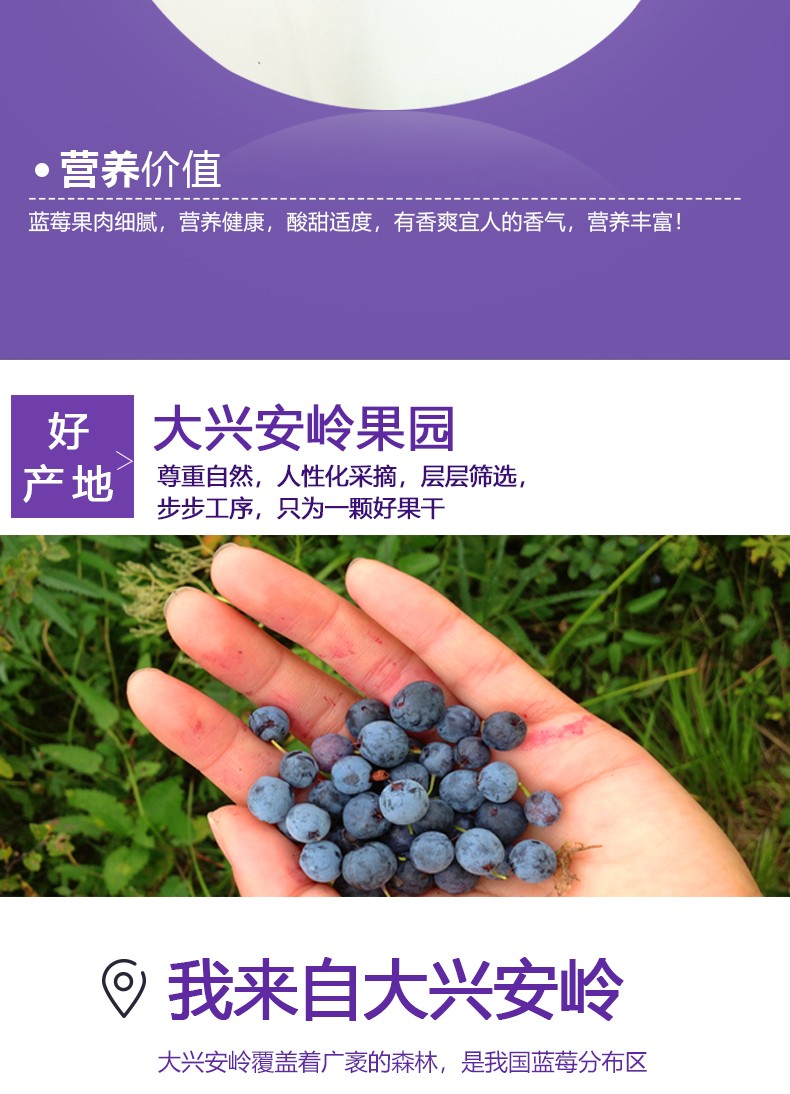 • 营养价值
蓝莓果肉细腻，营养健康，酸甜适度，有香爽宜人的香气，营养丰富！
好
产地
>
大兴安岭果园
尊重自然，人性化采摘，层层筛选，
步步工序，只为一颗好果干
我来自大兴安岭
大兴安岭覆盖着广袤的森林，是我国蓝莓分布区